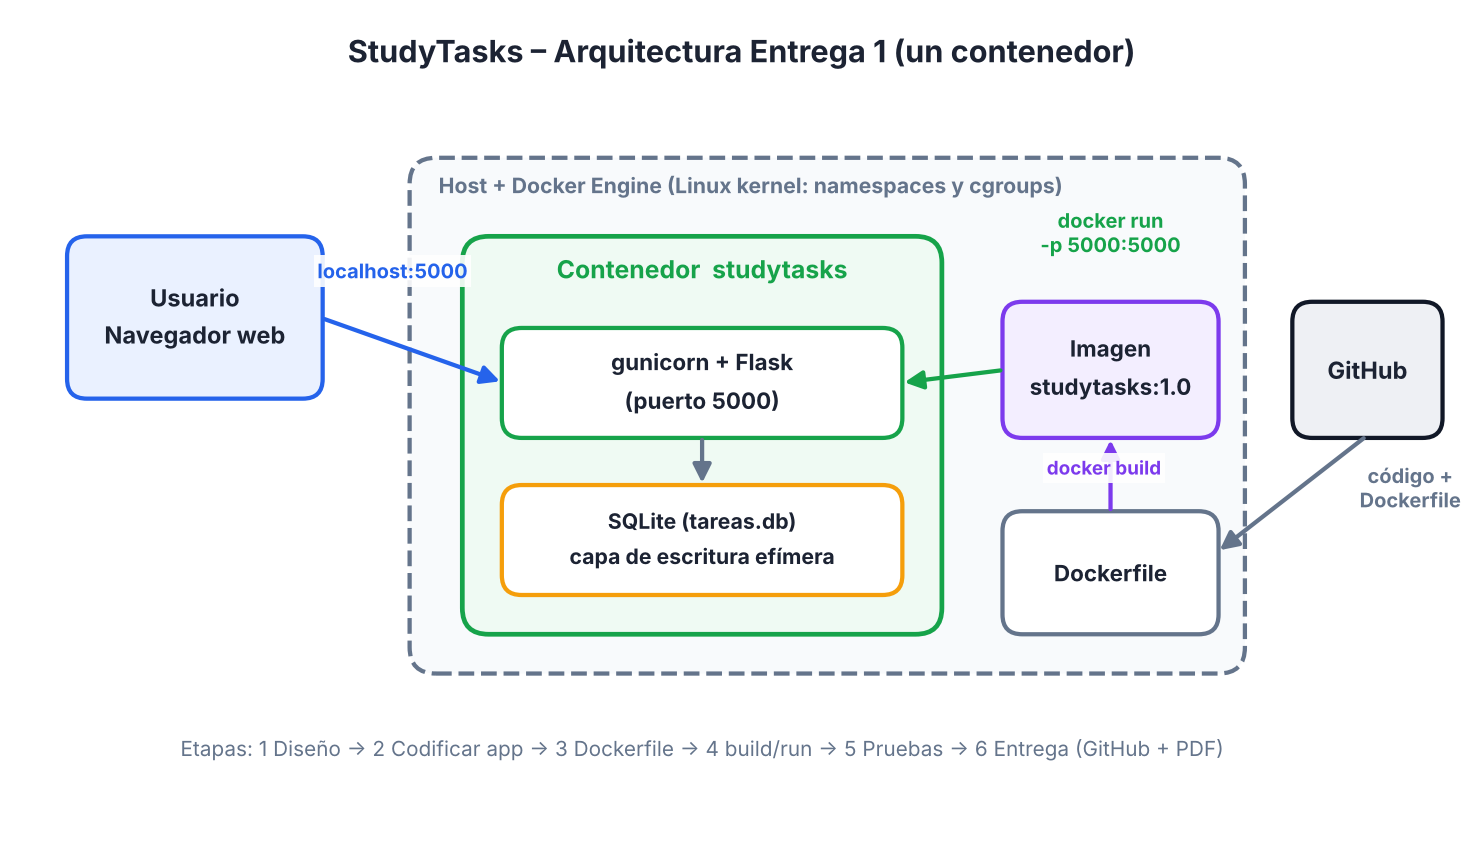 StudyTasks – Arquitectura Entrega 1 (un contenedor)
Host + Docker Engine (Linux kernel: namespaces y cgroups)
docker run
-p 5000:5000
localhost:5000
Contenedor studytasks
Usuario
Navegador web
gunicorn + Flask
(puerto 5000)
Imagen
studytasks:1.0
GitHub
docker build
código +
Dockerfile
SQLite (tareas.db)
capa de escritura efímera
Dockerfile
Etapas: 1 Diseño → 2 Codificar app → 3 Dockerfile → 4 build/run → 5 Pruebas → 6 Entrega (GitHub + PDF)